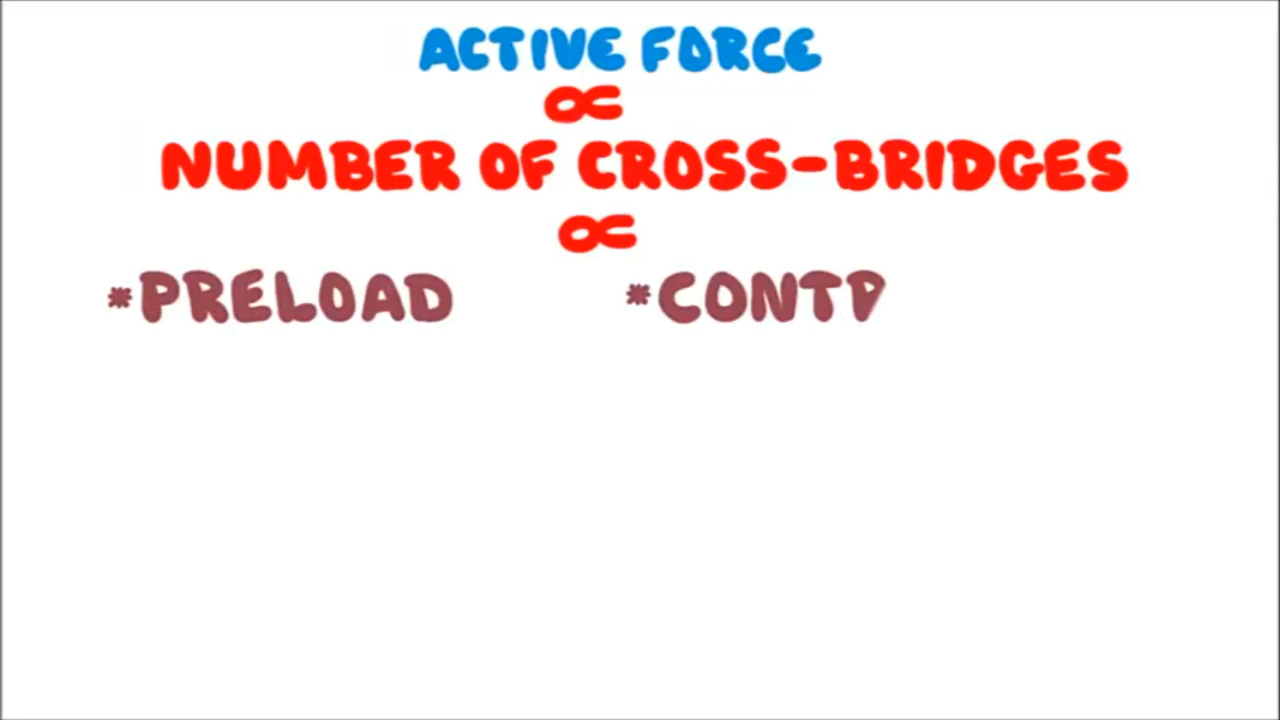 ACTIVE FORCE
∝
NUMBER OF CROSS-BRIDGES
∝
*PRELOAD *CONTP